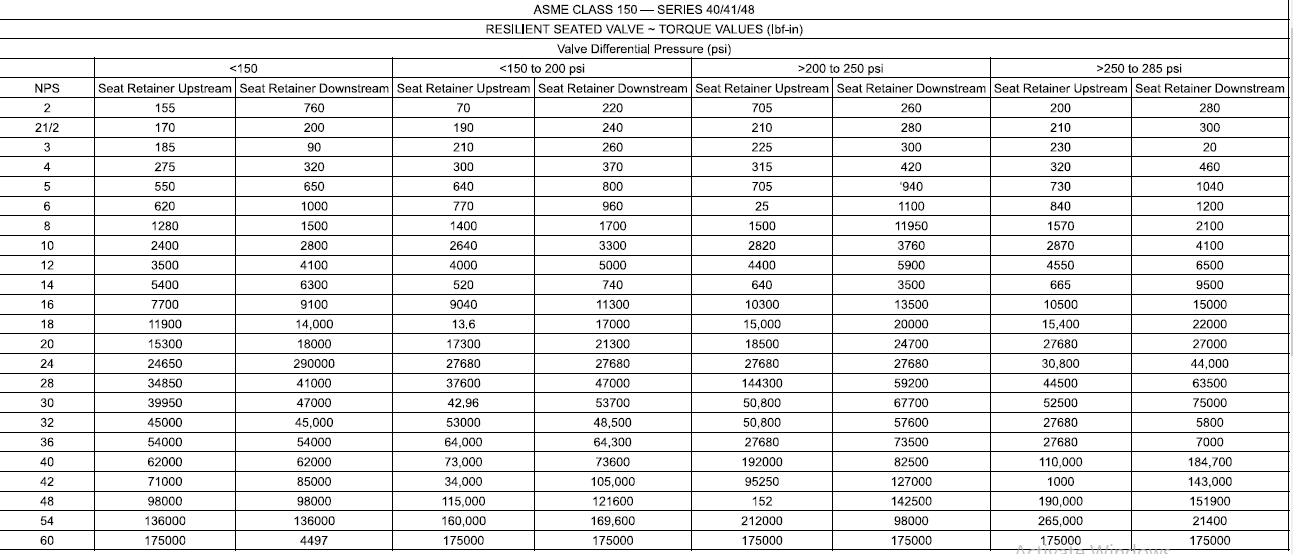 ASME CLASS 150 — SERIES 40/41/48
RESILIENT SEATED VALVE ~ TORQUE VALUES (lbf-in)
Valve Differential Pressure (psi)
<150 <150 to 200 psi >200 to 250 psi >250 to 285 psi
NPS Seat Retainer Upstream Seat Retainer Downstream Seat Retainer Upstream Seat Retainer Downstream Seat Retainer Upstream Seat Retainer Downstream Seat Retainer Upstream Seat Retainer Downstream
2 155 760 70 220 705 260 200 280
21/2 170 200 190 240 210 280 210 300
3 185 90 210 260 225 300 230 20
4 275 320 300 370 315 420 320 460
5 550 650 640 800 705 '940 730 1040
6 620 1000 770 960 25 1100 840 1200
8 1280 1500 1400 1700 1500 11950 1570 2100
10 2400 2800 2640 3300 2820 3760 2870 4100
12 3500 4100 4000 5000 4400 5900 4550 6500
14 5400 6300 520 740 640 3500 665 9500
16 7700 9100 9040 11300 10300 13500 10500 15000
18 11900 14,000 13,6 17000 15,000 20000 15,400 22000
20 15300 18000 17300 21300 18500 24700 27680 27000
24 24650 290000 27680 27680 27680 27680 30,800 44,000
28 34850 41000 37600 47000 144300 59200 44500 63500
30 39950 47000 42,96 53700 50,800 67700 52500 75000
32 45000 45,000 53000 48,500 50,800 57600 27680 5800
36 54000 54000 64,000 64,300 27680 73500 27680 7000
40 62000 62000 73,000 73600 192000 82500 110,000 184,700
42 71000 85000 34,000 105,000 95250 127000 1000 143,000
48 98000 98000 115,000 121600 152 142500 190,000 151900
54 136000 136000 160,000 169,600 212000 98000 265,000 21400
60 175000 4497 175000 175000 175000 175000 175000 175000
Activate Windows